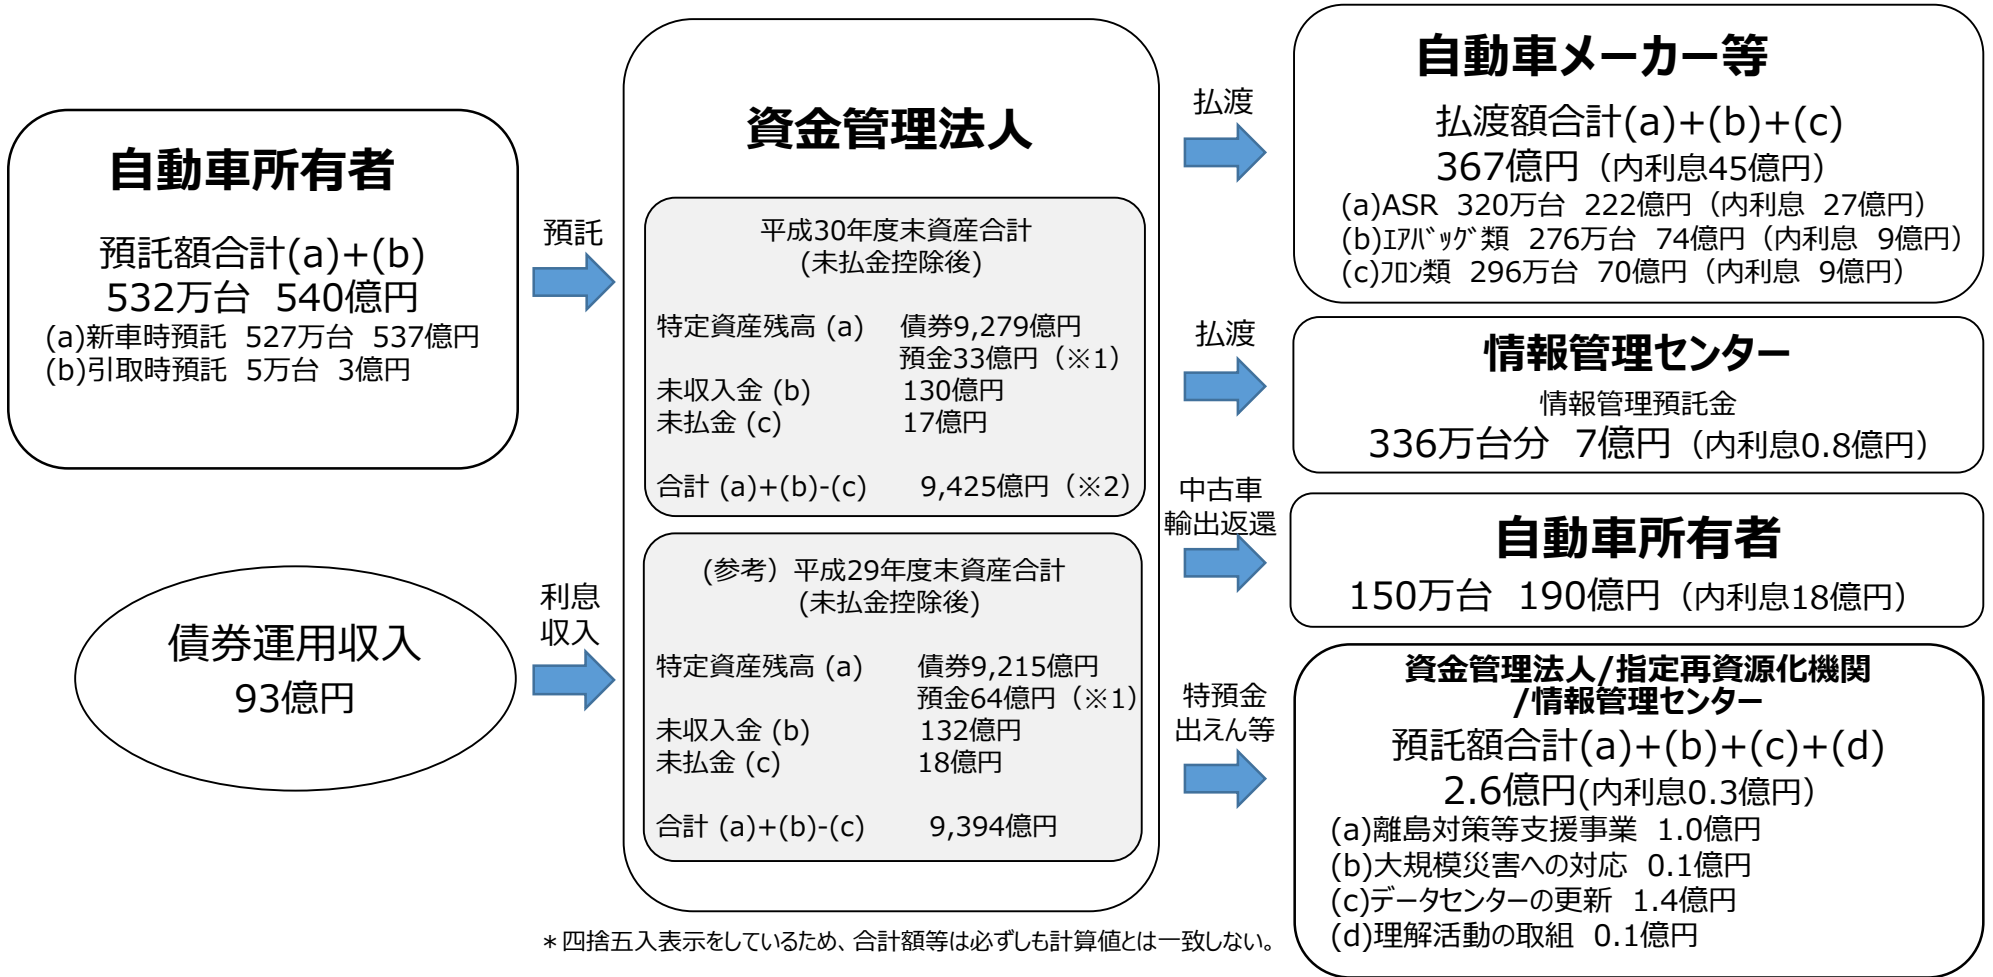 自動車所有者
預託額合計(a)+(b)
532万台 540億円
(a)新車時預託 527万台 537億円
(b)引取時預託 5万台 3億円
預託
債券運用収入
93億円
利息
収入
資金管理法人
平成30年度末資産合計
(未払金控除後)
特定資産残高 (a) 債券9,279億円
預金33億円（※1）
未収入金 (b) 130億円
未払金 (c) 17億円
合計 (a)+(b)-(c) 9,425億円（※2）
(参考）平成29年度末資産合計
(未払金控除後)
特定資産残高 (a) 債券9,215億円
預金64億円（※1）
未収入金 (b) 132億円
未払金 (c) 18億円
合計 (a)+(b)-(c) 9,394億円
払渡
自動車メーカー等
払渡額合計(a)+(b)+(c)
367億円（内利息45億円）
(a)ASR 320万台 222億円（内利息 27億円）
(b)ｴｱﾊﾞｯｸﾞ類 276万台 74億円（内利息 9億円）
(c)ﾌﾛﾝ類 296万台 70億円（内利息 9億円）
払渡
情報管理センター
情報管理預託金
336万台分 7億円（内利息0.8億円）
中古車
輸出返還
自動車所有者
150万台 190億円（内利息18億円）
特預金
出えん等
資金管理法人/指定再資源化機関
/情報管理センター
預託額合計(a)+(b)+(c)+(d)
2.6億円(内利息0.3億円）
(a)離島対策等支援事業 1.0億円
(b)大規模災害への対応 0.1億円
(c)データセンターの更新 1.4億円
(d)理解活動の取組 0.1億円
＊四捨五入表示をしているため、合計額等は必ずしも計算値とは一致しない。